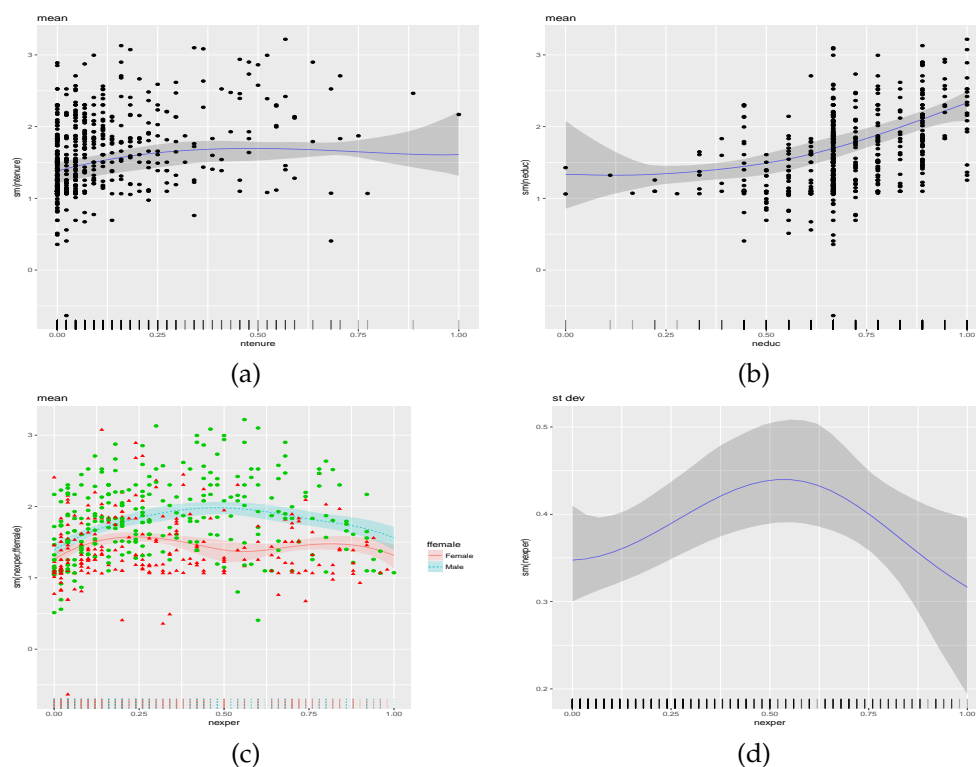 mean
sm(ntenure)
3
2
1
0
0.00 0.25 0.50 0.75 1.00
ntenure
(a)
mean
sm(neduc)
3
2
1
0
0.00 0.25 0.50 0.75 1.00
neduc
(b)
mean
sm(nexper,ffemale)
3
2
1
0
0.00 0.25 0.50 0.75 1.00
nexper
ffemale
Female
Male
(c)
st dev
sm(nexper)
0.5
0.4
0.3
0.2
0.00 0.25 0.50 0.75 1.00
nexper
(d)